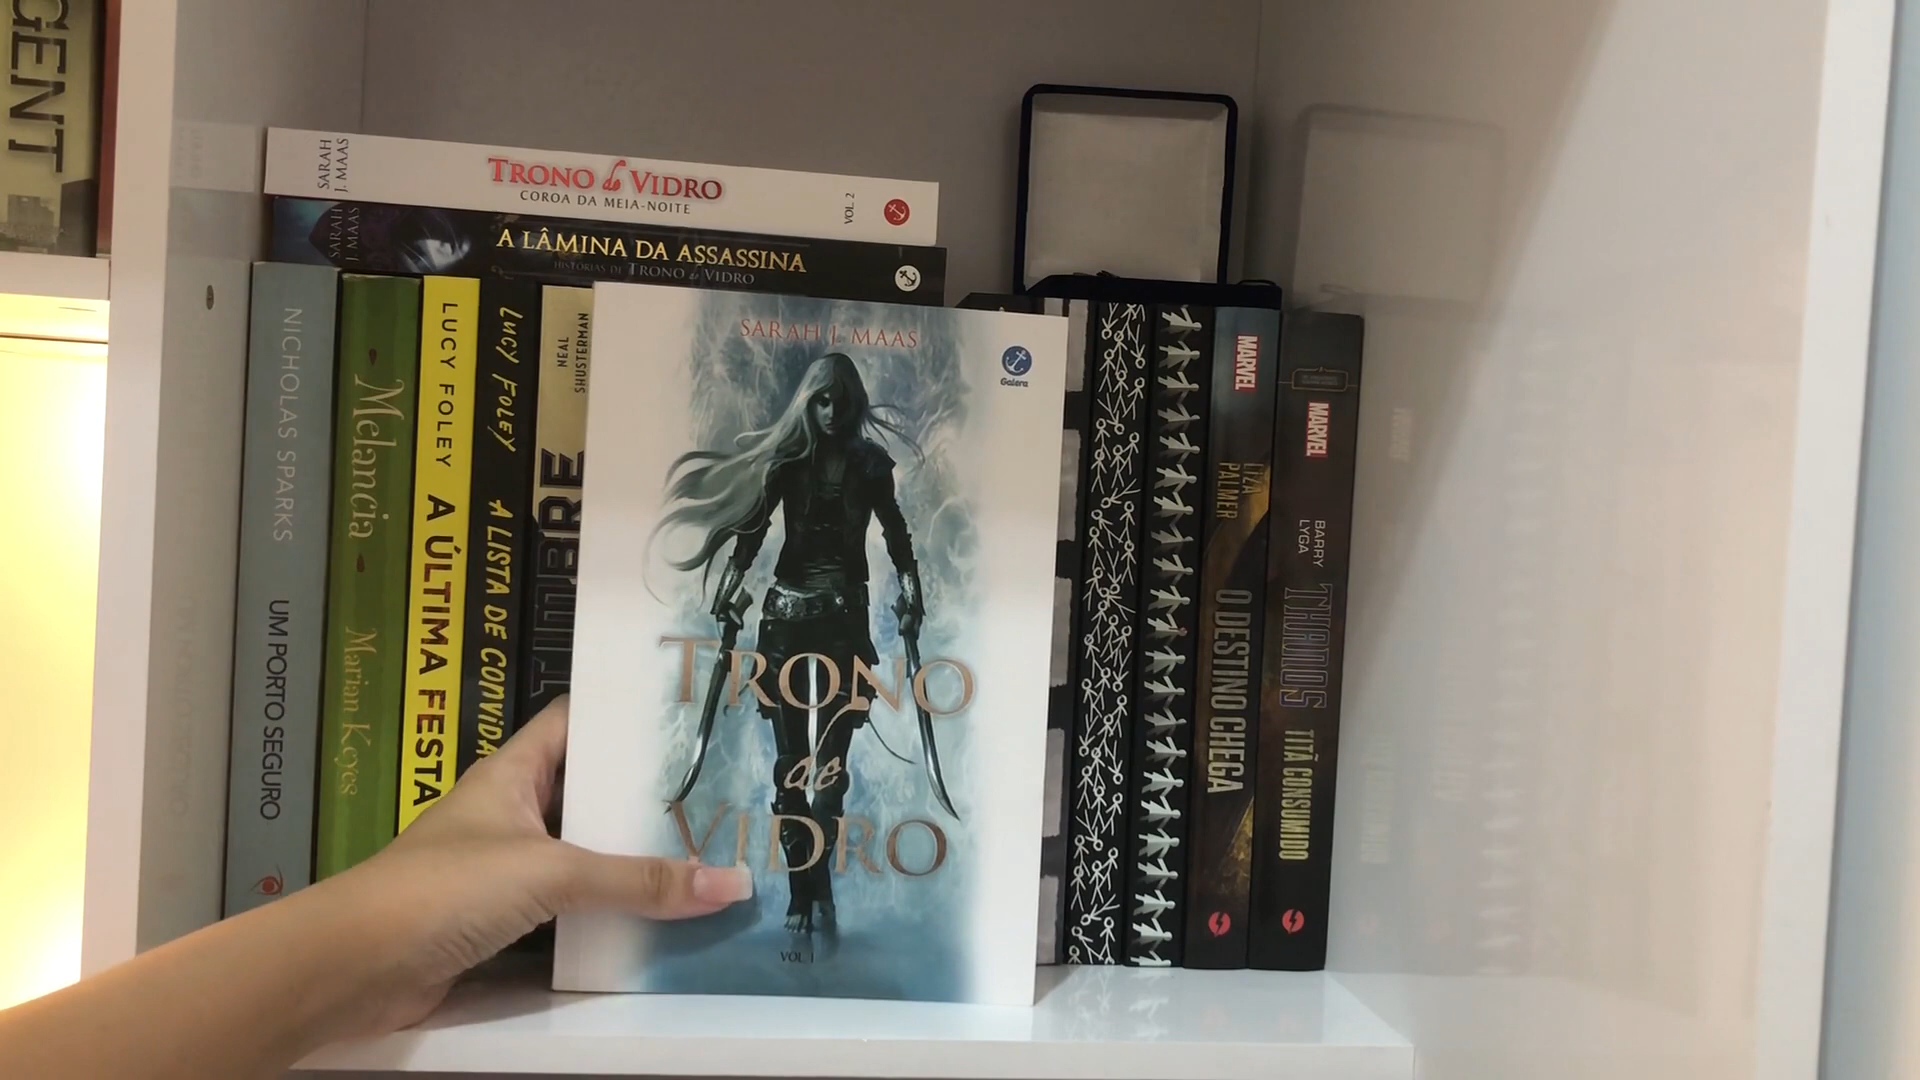 GENT
SARAH
J. MAAS
TRONO de VIDRO
COROA DA MEIA-NOITE
VOL. 2
SARAH
J. MAAS
A LÂMINA DA ASSASSINA
HISTÓRIAS DE TRONO de VIDRO
NICHOLAS SPARKS
UM PORTO SEGURO
Melancia
Marian Keyes
LUCY FOLEY
A ÚLTIMA FESTA
LUCY FOLEY
A LISTA DE CONVIDA
NEAL
SHUSTERMAN
SARAH J. MAAS
Galera
TRONO
de
VIDRO
VOL. 1
MARVEL
LIZA
PALMER
O DESTINO CHEGA
MARVEL
BARRY
LYGA
THANOS
TITÃ CONSUMIDO